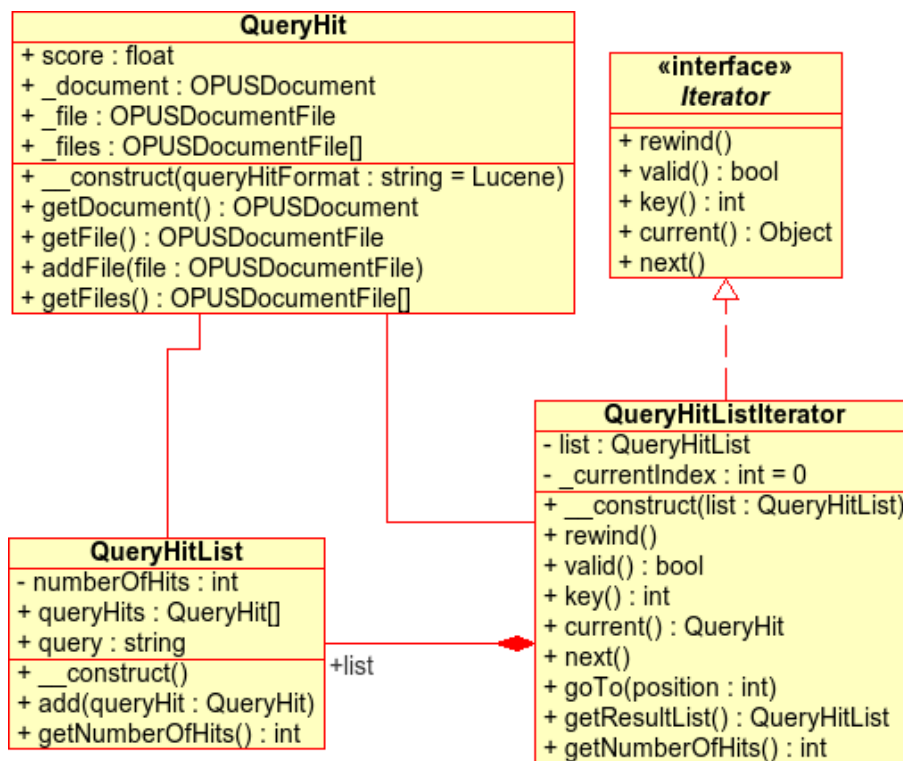 QueryHit
+ score : float
+ _document : OPUSDocument
+ _file : OPUSDocumentFile
+ _files : OPUSDocumentFile[]
+ __construct(queryHitFormat : string = Lucene)
+ getDocument() : OPUSDocument
+ getFile() : OPUSDocumentFile
+ addFile(file : OPUSDocumentFile)
+ getFiles() : OPUSDocumentFile[]
«interface»
Iterator
+ rewind()
+ valid() : bool
+ key() : int
+ current() : Object
+ next()
QueryHitList
- numberOfHits : int
+ queryHits : QueryHit[]
+ query : string
+ __construct()
+ add(queryHit : QueryHit)
+ getNumberOfHits() : int
+list
QueryHitListIterator
- list : QueryHitList
- _currentIndex : int = 0
+ __construct(list : QueryHitList)
+ rewind()
+ valid() : bool
+ key() : int
+ current() : QueryHit
+ next()
+ goTo(position : int)
+ getResultList() : QueryHitList
+ getNumberOfHits() : int